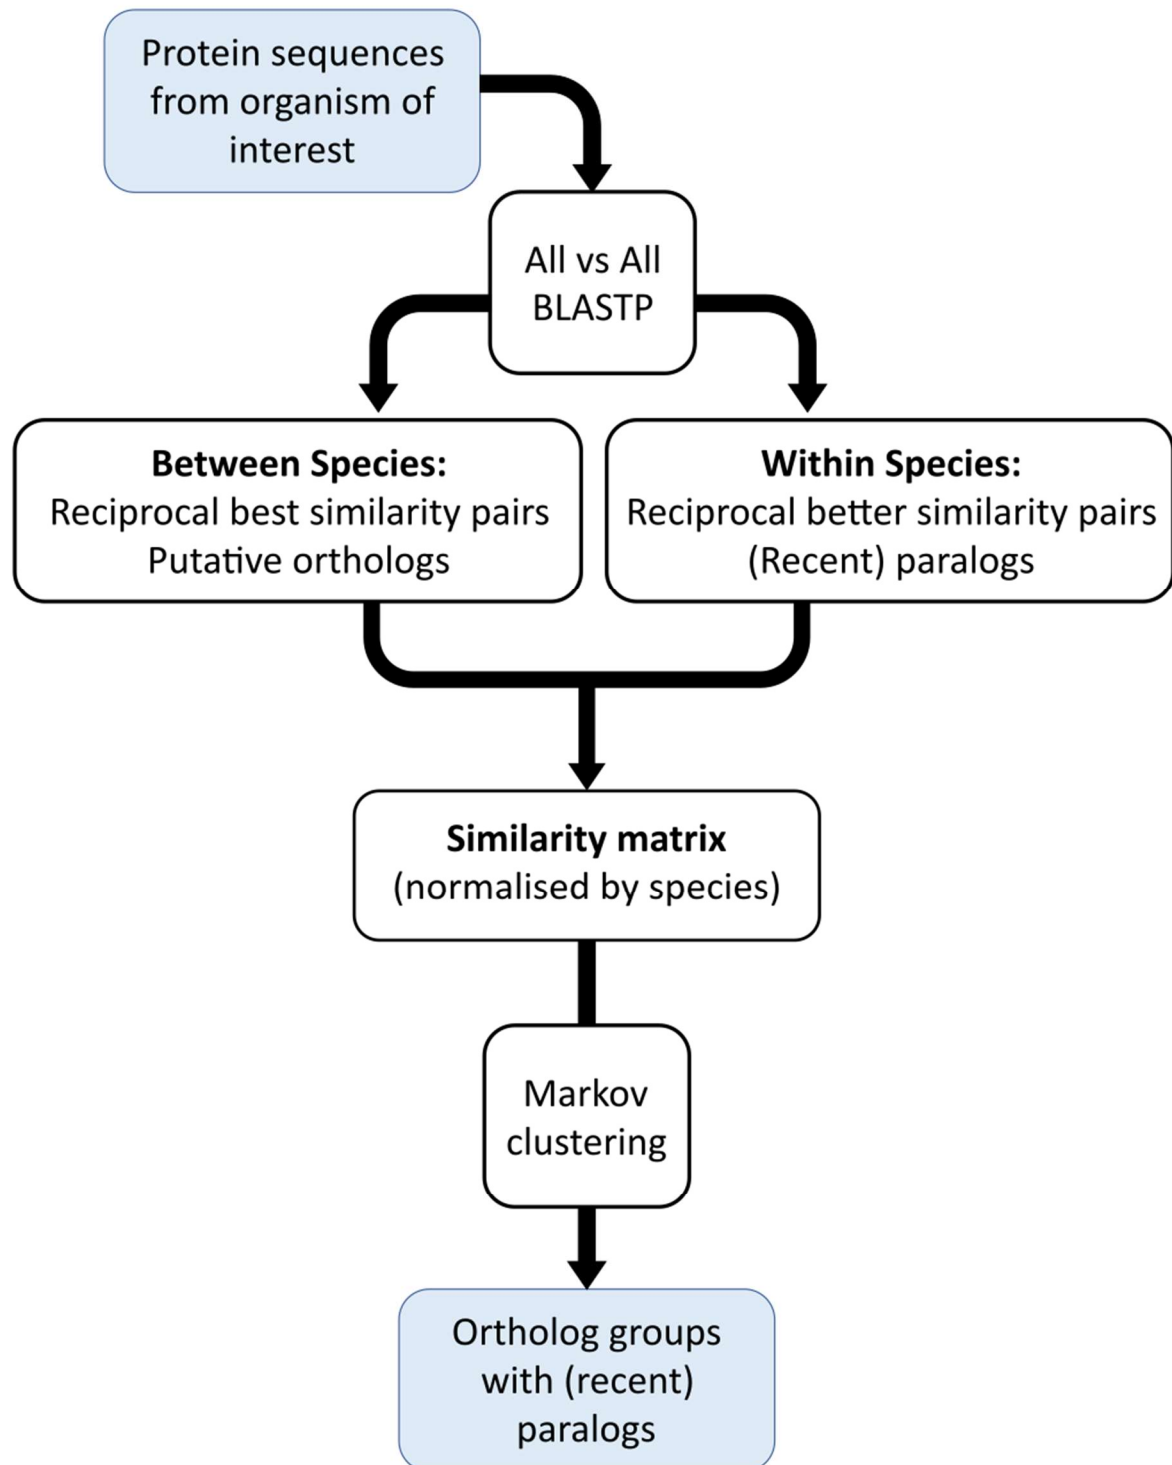 Protein sequences
from organism of
interest
All vs All
BLASTP
Between Species:
Reciprocal best similarity pairs
Putative orthologs
Within Species:
Reciprocal better similarity pairs
(Recent) paralogs
Similarity matrix
(normalised by species)
Markov
clustering
Ortholog groups
with (recent)
paralogs